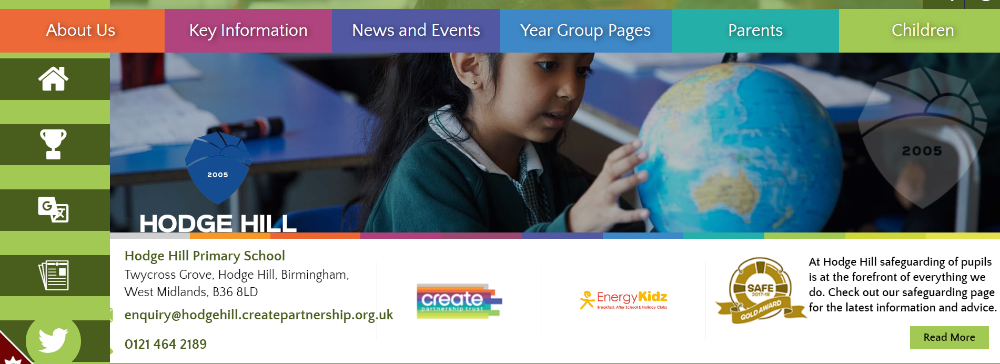 About Us
Key Information
News and Events
Year Group Pages
Parents
Children
2005
2005
HODGE HILL
Hodge Hill Primary School
Twycross Grove, Hodge Hill, Birmingham,
West Midlands, B36 8LD
enquiry@hodgehill.createpartnership.org.uk
0121 464 2189
create
partnership trust
EnergyKidz
Breakfast, After School & Holiday Clubs
SAFE
2017-18
GOLD AWARD
At Hodge Hill safeguarding of pupils
is at the forefront of everything we
do. Check out our safeguarding page
for the latest information and advice.
Read More
G文